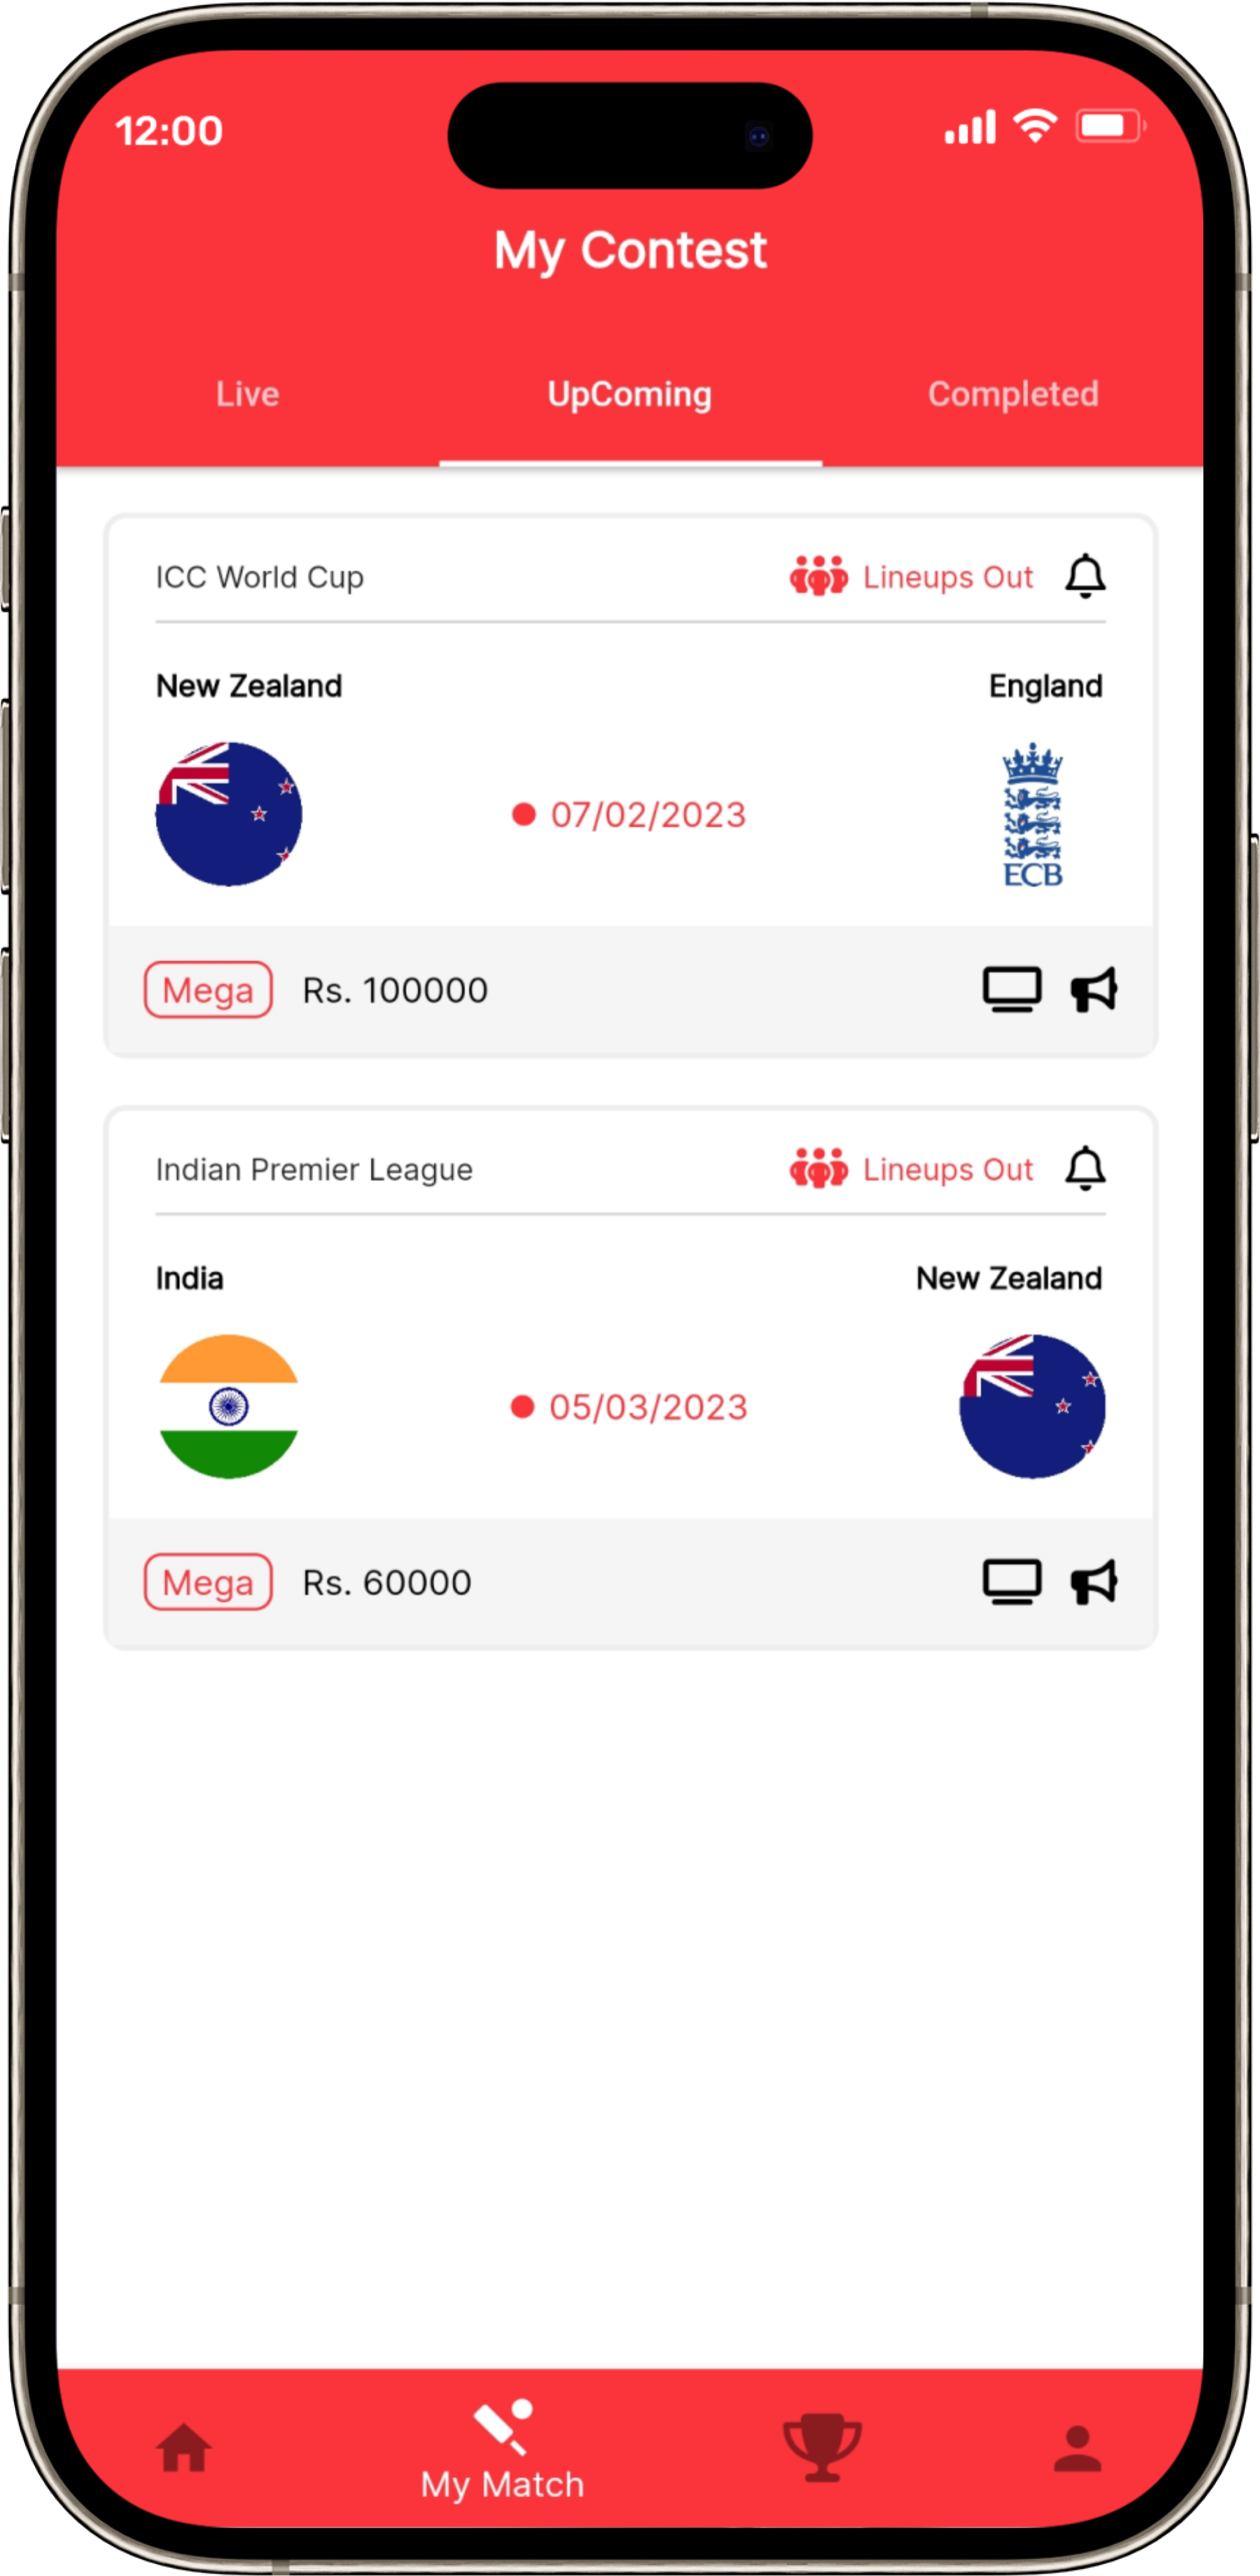 12:00
My Contest
Live UpComing Completed
ICC World Cup Lineups Out
New Zealand England
07/02/2023
ECB
Mega Rs. 100000
Indian Premier League Lineups Out
India New Zealand
05/03/2023
Mega Rs. 60000
My Match